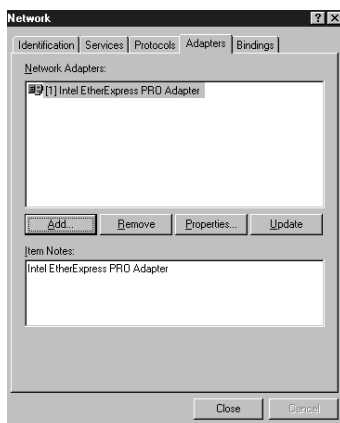 Network
Identification Services Protocols Adapters Bindings
Network Adapters:
[1] Intel EtherExpress PRO Adapter
Add... Remove Properties... Update
Item Notes:
Intel EtherExpress PRO Adapter
Close Cancel